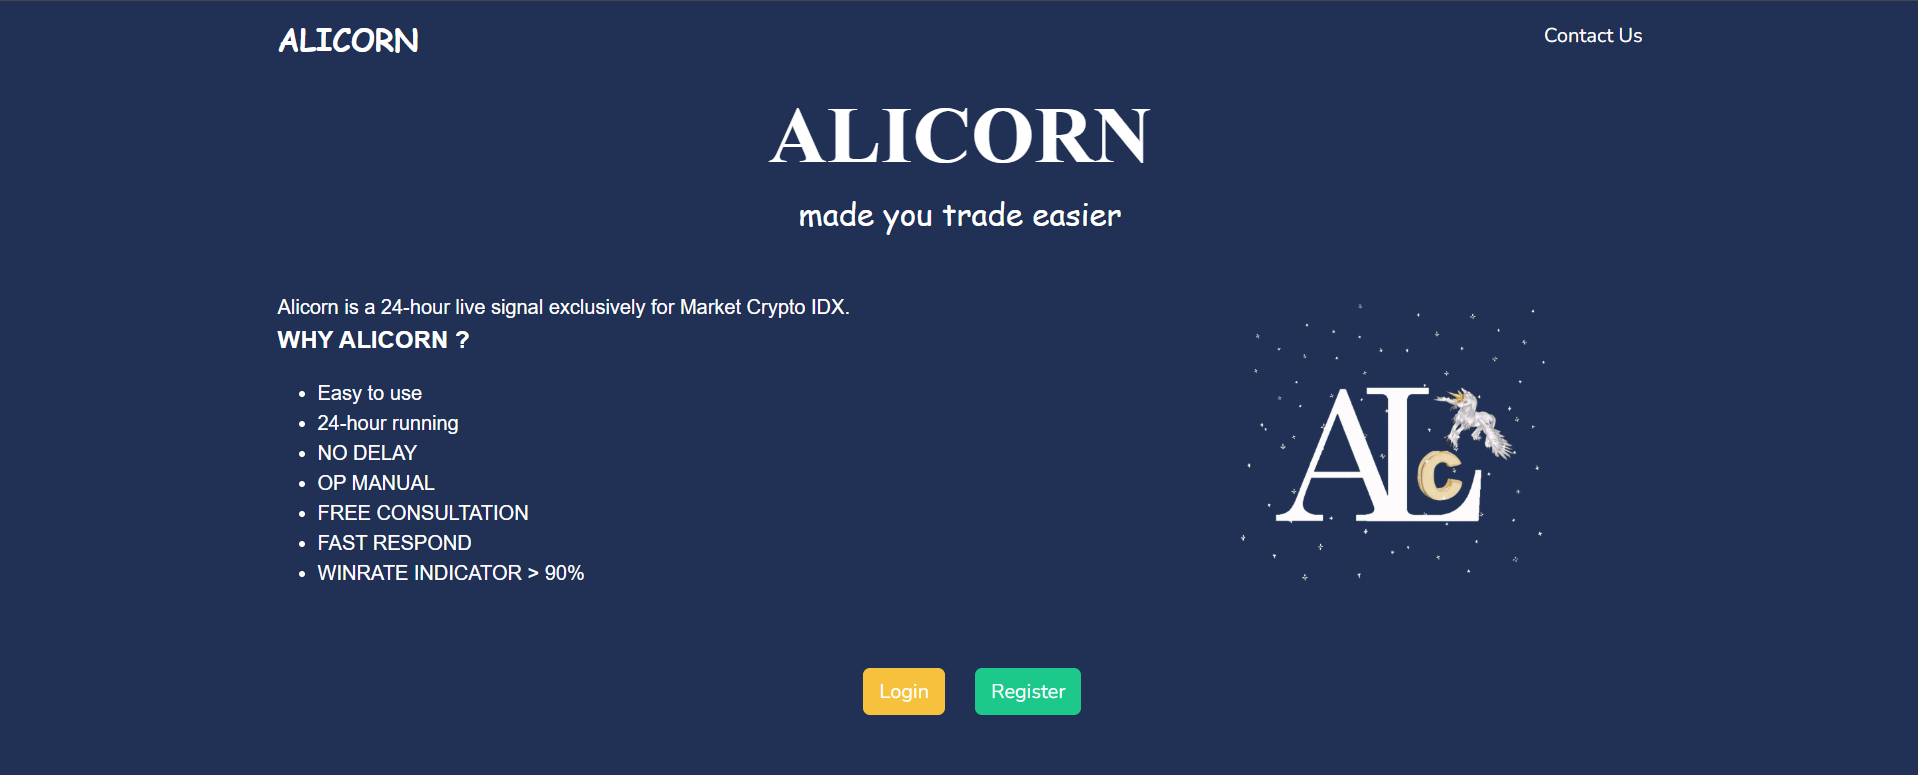 ALICORN
Contact Us
ALICORN
made you trade easier
Alicorn is a 24-hour live signal exclusively for Market Crypto IDX.
WHY ALICORN ?
Easy to use
24-hour running
NO DELAY
OP MANUAL
FREE CONSULTATION
FAST RESPOND
WINRATE INDICATOR > 90%
ALC
Login
Register